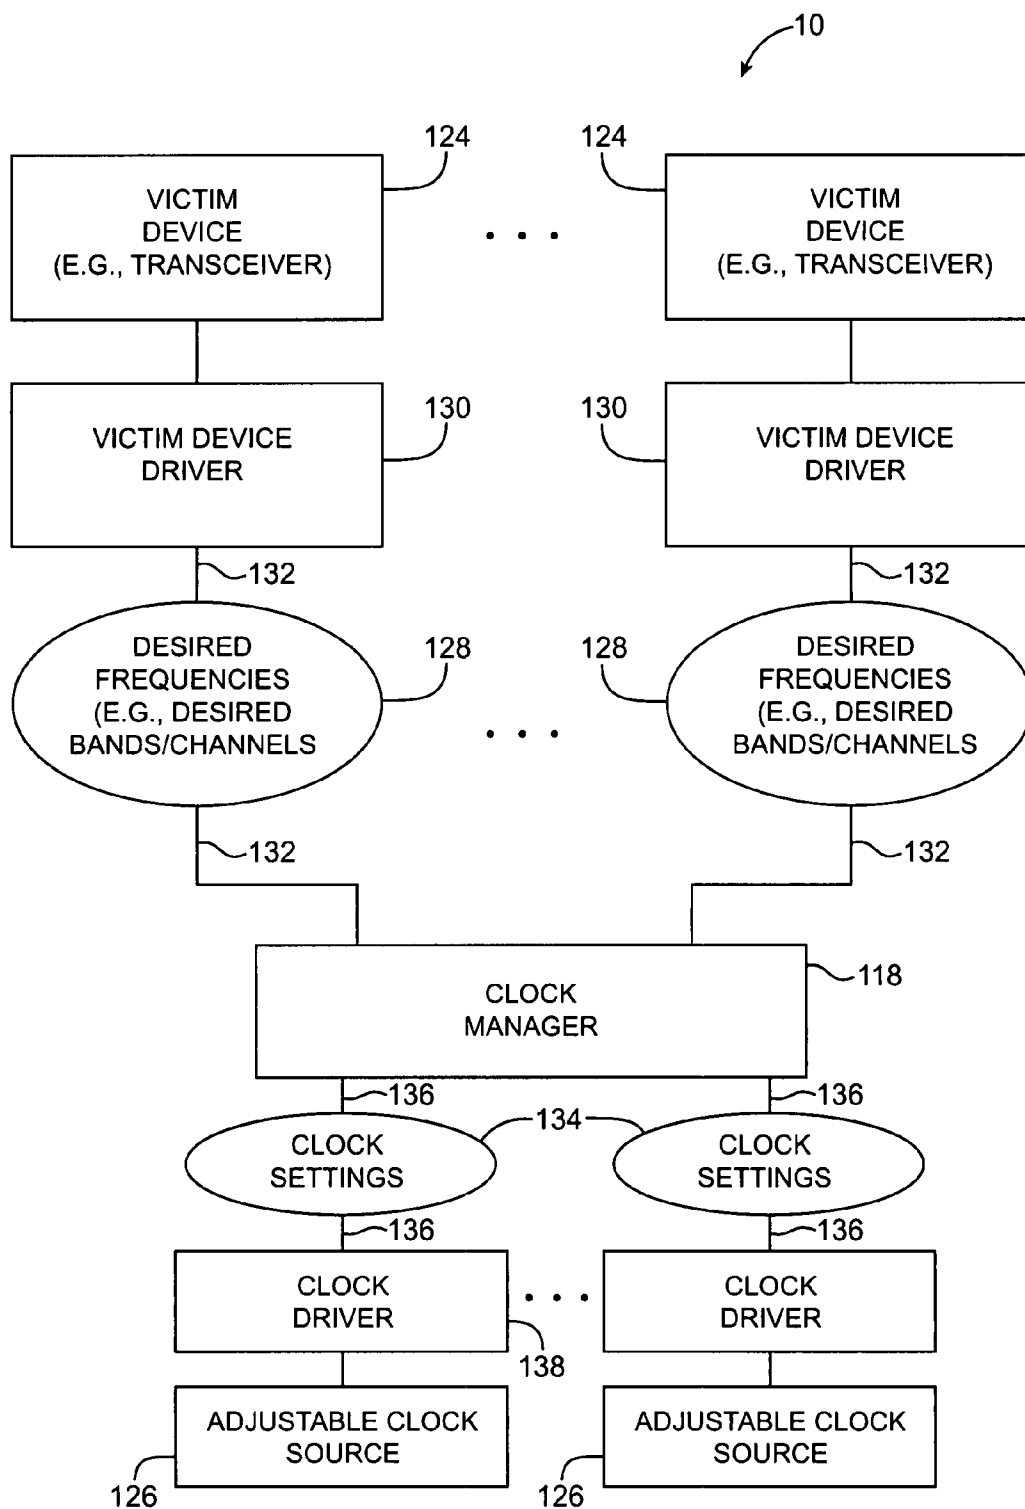 10
124
124
VICTIM
DEVICE
(E.G., TRANSCEIVER)
. . .
VICTIM
DEVICE
(E.G., TRANSCEIVER)
130
130
VICTIM DEVICE
DRIVER
VICTIM DEVICE
DRIVER
132
132
DESIRED
FREQUENCIES
(E.G., DESIRED
BANDS/CHANNELS
128
128
. . .
DESIRED
FREQUENCIES
(E.G., DESIRED
BANDS/CHANNELS
132
132
CLOCK
MANAGER
118
136
136
134
CLOCK
SETTINGS
CLOCK
SETTINGS
136
136
CLOCK
DRIVER
. . .
CLOCK
DRIVER
138
ADJUSTABLE CLOCK
SOURCE
ADJUSTABLE CLOCK
SOURCE
126
126